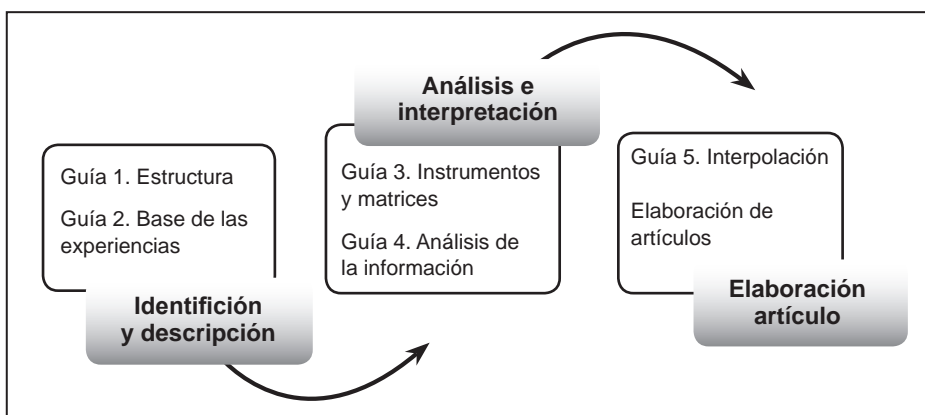 Guía 1. Estructura
Guía 2. Base de las
experiencias
Identifición
y descripción
Análisis e
interpretación
Guía 3. Instrumentos
y matrices
Guía 4. Análisis de
la información
Guía 5. Interpolación
Elaboración de
artículos
Elaboración
artículo